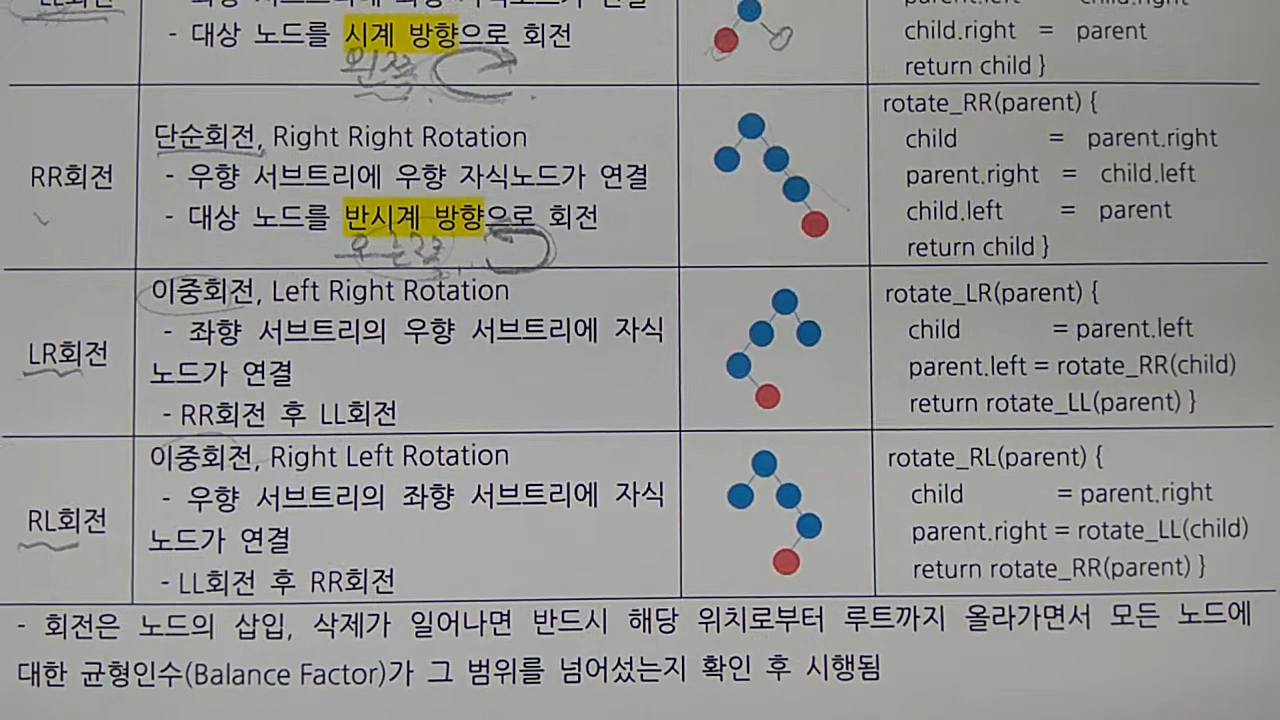 - 대상 노드를 시계 방향으로 회전
왼쪽
child.right = parent
return child }
RR회전
단순회전, Right Right Rotation
- 우향 서브트리에 우향 자식노드가 연결
- 대상 노드를 반시계 방향으로 회전
오른쪽
rotate_RR(parent) {
child = parent.right
parent.right = child.left
child.left = parent
return child }
LR회전
이중회전, Left Right Rotation
- 좌향 서브트리의 우향 서브트리에 자식
노드가 연결
- RR회전 후 LL회전
rotate_LR(parent) {
child = parent.left
parent.left = rotate_RR(child)
return rotate_LL(parent) }
RL회전
이중회전, Right Left Rotation
- 우향 서브트리의 좌향 서브트리에 자식
노드가 연결
- LL회전 후 RR회전
rotate_RL(parent) {
child = parent.right
parent.right = rotate_LL(child)
return rotate_RR(parent) }
- 회전은 노드의 삽입, 삭제가 일어나면 반드시 해당 위치로부터 루트까지 올라가면서 모든 노드에
대한 균형인수(Balance Factor)가 그 범위를 넘어섰는지 확인 후 시행됨